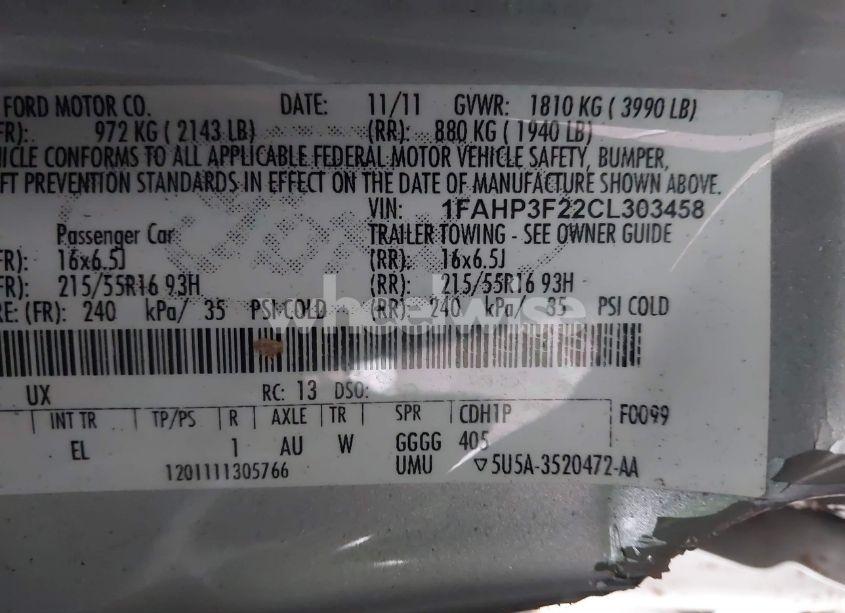 FORD MOTOR CO. DATE: 11/11 GVWR: 1810 KG ( 3990 LB)
FR): 972 KG ( 2143 LB) (RR): 880 KG ( 1940 LB)
HICLE CONFORMS TO ALL APPLICABLE FEDERAL MOTOR VEHICLE SAFETY, BUMPER,
FT PREVENTION STANDARDS IN EFFECT ON THE DATE OF MANUFACTURE SHOWN ABOVE.
VIN: 1FAHP3F22CL303458
Passenger Car TRAILER TOWING - SEE OWNER GUIDE
FR): 16x6.5J (RR): 16x6.5J
FR): 215/55R16 93H (RR): 215/55R16 93H
RE: (FR): 240 kPa/ 35 PSI COLD (RR): 240 kPa/ 35 PSI COLD
wheelwise
UX RC: 13 DSO:
INT TR TP/PS R AXLE TR SPR CDH1P F0099
EL 1 AU W GGGG 405
1201111305766 UMU ▽5U5A-3520472-AA